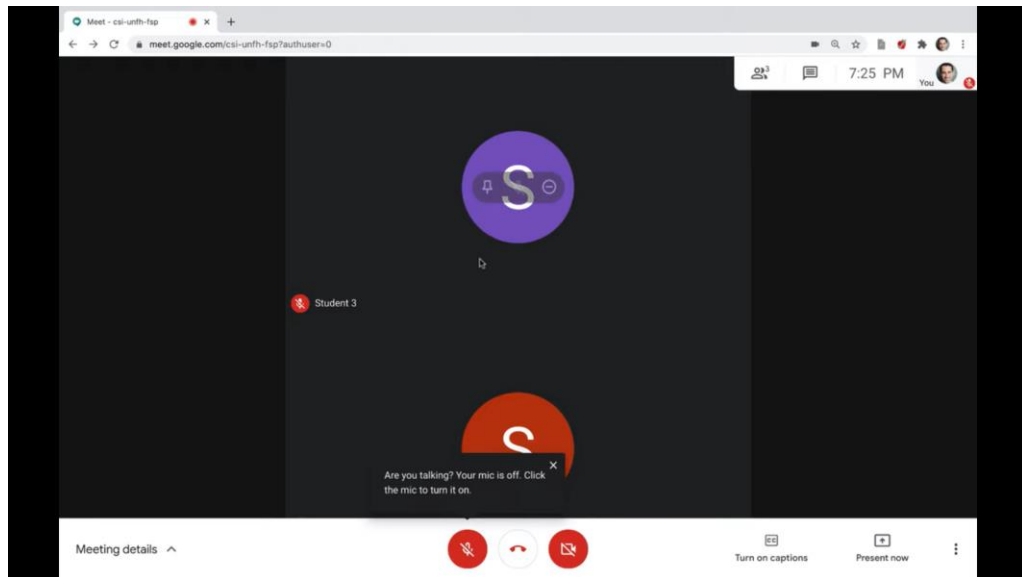 Meet - csi-unfh-fsp
meet.google.com/csi-unfh-fsp?authuser=0
3
7:25 PM
You
S
Student 3
S
Are you talking? Your mic is off. Click
the mic to turn it on.
Meeting details
CC
Turn on captions
Present now